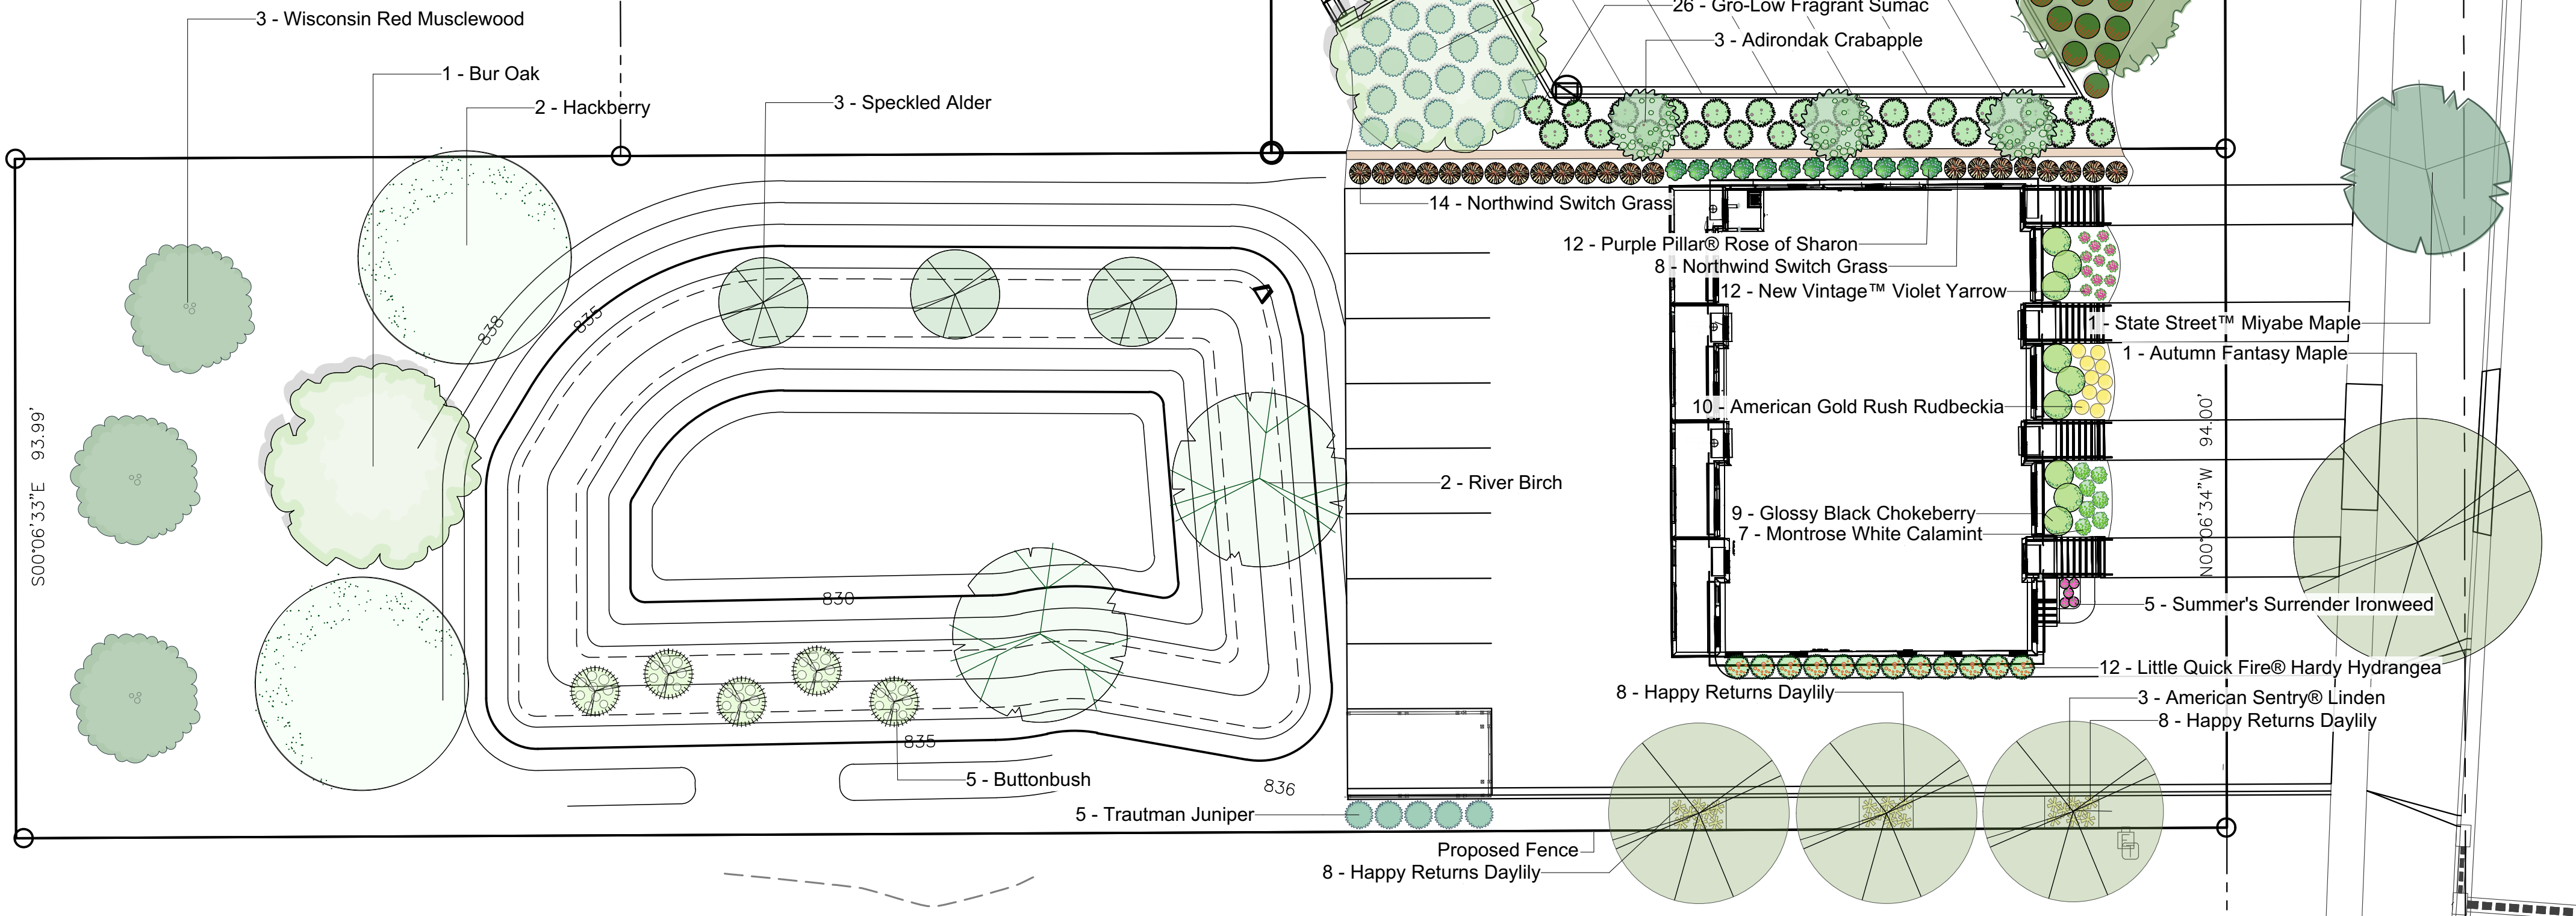 26 - Gro-Low Fragrant Sumac
3 - Wisconsin Red Musclewood
3 - Adirondak Crabapple
1 - Bur Oak
2 - Hackberry
3 - Speckled Alder
14 - Northwind Switch Grass
12 - Purple Pillar® Rose of Sharon
8 - Northwind Switch Grass
12 - New Vintage™ Violet Yarrow
838
835
1 - State Street™ Miyabe Maple
1 - Autumn Fantasy Maple
10 - American Gold Rush Rudbeckia
S00°06'33"E 93.99'
N00°06'34"W 94.00'
2 - River Birch
9 - Glossy Black Chokeberry
7 - Montrose White Calamint
830
5 - Summer's Surrender Ironweed
12 - Little Quick Fire® Hardy Hydrangea
8 - Happy Returns Daylily
3 - American Sentry® Linden
8 - Happy Returns Daylily
835
5 - Buttonbush
836
5 - Trautman Juniper
E
T
Proposed Fence
8 - Happy Returns Daylily